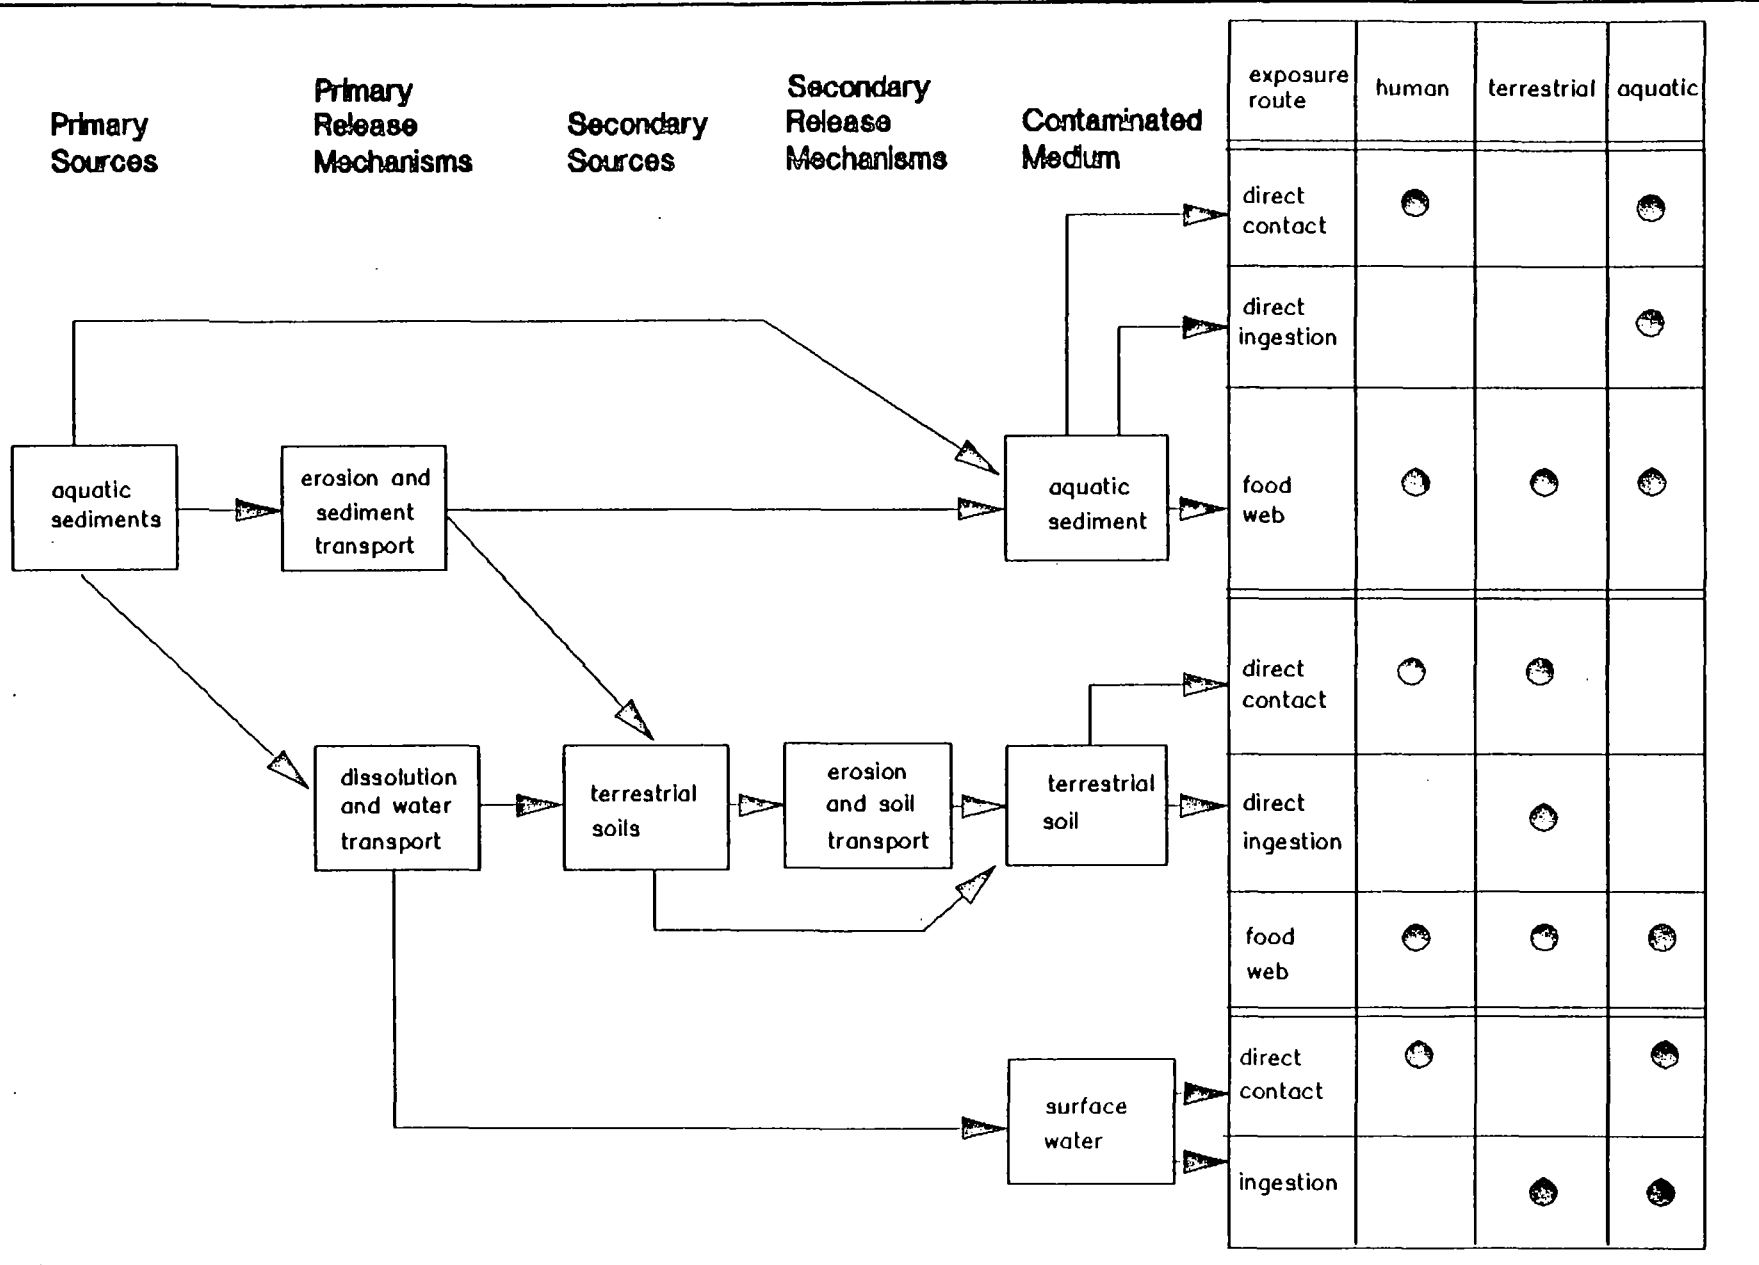 Primary
Sources
Primary
Release
Mechanisms
Secondary
Sources
Secondary
Release
Mechanisms
Contaminated
Medium
exposure
route
human
terrestrial
aquatic
direct
contact
direct
ingestion
food
web
aquatic
sediments
erosion and
sediment
transport
aquatic
sediment
direct
contact
direct
ingestion
food
web
dissolution
and water
transport
terrestrial
soils
erosion
and soil
transport
terrestrial
soil
surface
water
direct
contact
ingestion